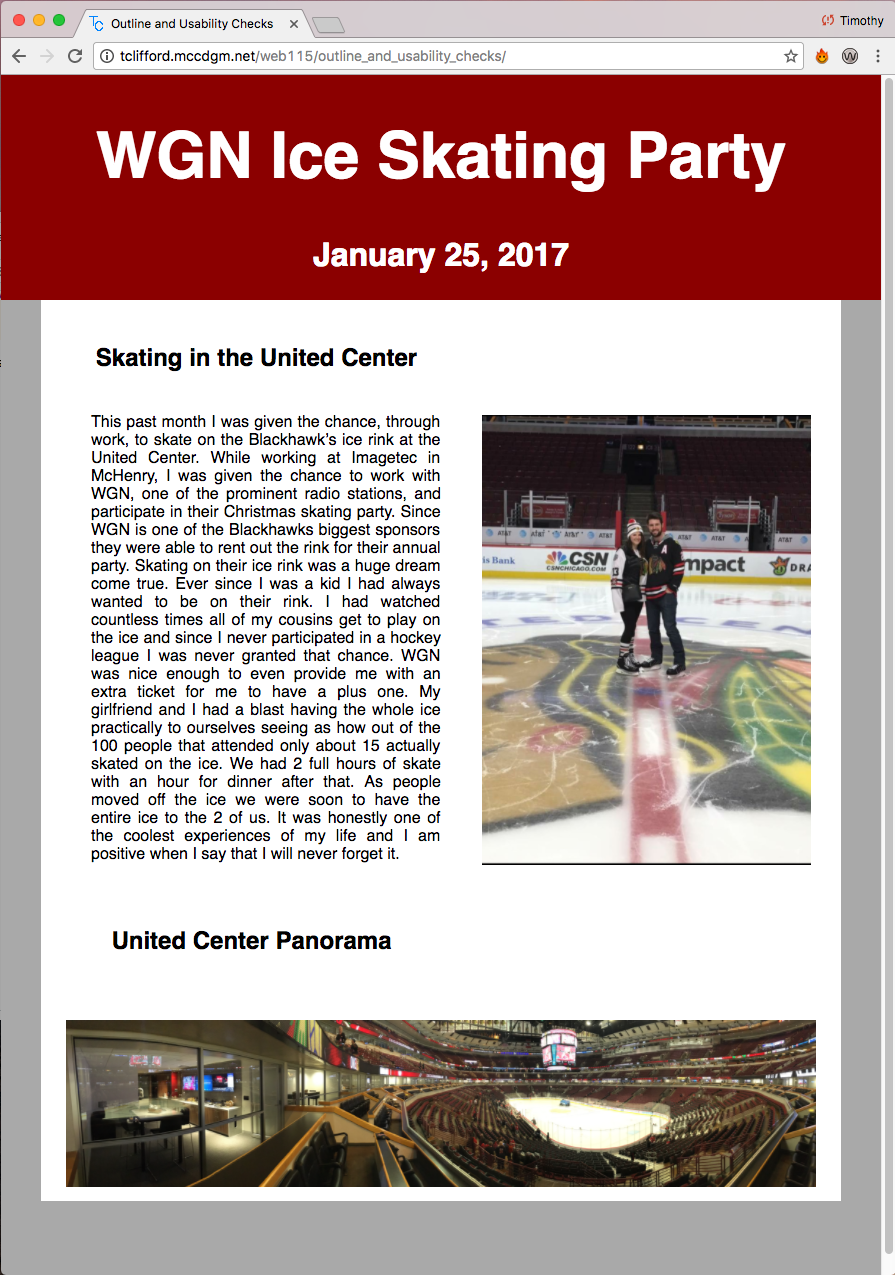 Outline and Usability Checks
Timothy
tclifford.mccdgm.net/web115/outline_and_usability_checks/
WGN Ice Skating Party
January 25, 2017
Skating in the United Center
This past month I was given the chance, through
work, to skate on the Blackhawk’s ice rink at the
United Center. While working at Imagetec in
McHenry, I was given the chance to work with
WGN, one of the prominent radio stations, and
participate in their Christmas skating party. Since
WGN is one of the Blackhawks biggest sponsors
they were able to rent out the rink for their annual
party. Skating on their ice rink was a huge dream
come true. Ever since I was a kid I had always
wanted to be on their rink. I had watched
countless times all of my cousins get to play on
the ice and since I never participated in a hockey
league I was never granted that chance. WGN
was nice enough to even provide me with an
extra ticket for me to have a plus one. My
girlfriend and I had a blast having the whole ice
practically to ourselves seeing as how out of the
100 people that attended only about 15 actually
skated on the ice. We had 2 full hours of skate
with an hour for dinner after that. As people
moved off the ice we were soon to have the
entire ice to the 2 of us. It was honestly one of
the coolest experiences of my life and I am
positive when I say that I will never forget it.
AT&T AT&T AT&T AT&T AT&T
is Bank CSN mpact DRA
CSNCHICAGO.COM
A
United Center Panorama